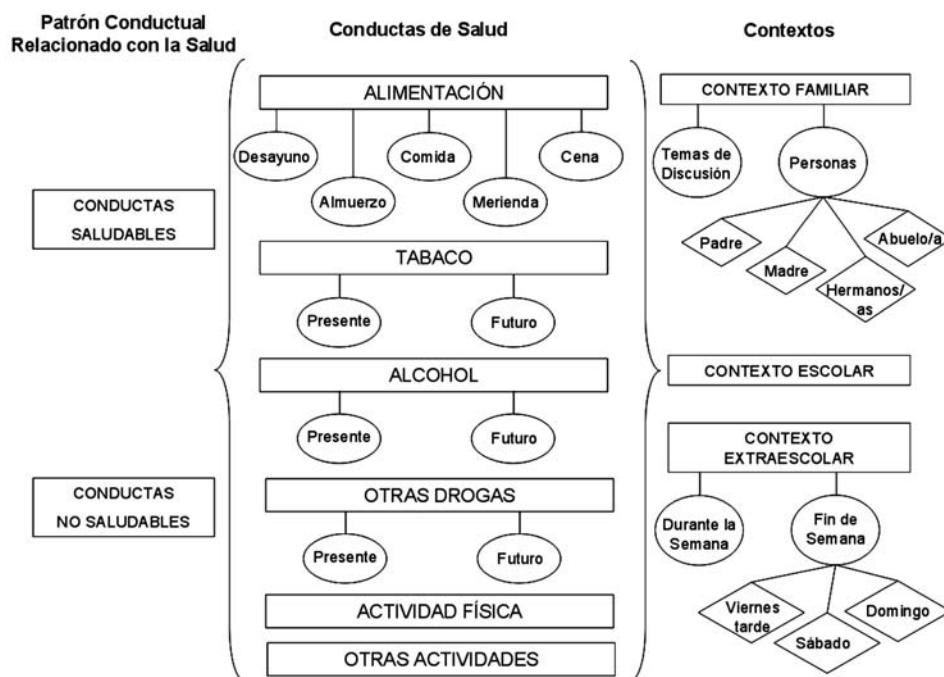 Patrón Conductual
Relacionado con la Salud
Conductas de Salud
Contextos
CONDUCTAS
SALUDABLES
CONDUCTAS
NO SALUDABLES
ALIMENTACIÓN
Desayuno
Almuerzo
Comida
Merienda
Cena
TABACO
Presente
Futuro
ALCOHOL
Presente
Futuro
OTRAS DROGAS
Presente
Futuro
ACTIVIDAD FÍSICA
OTRAS ACTIVIDADES
CONTEXTO FAMILIAR
Temas de
Discusión
Personas
Padre
Madre
Hermanos/
as
Abuelo/a
CONTEXTO ESCOLAR
CONTEXTO
EXTRAESCOLAR
Durante la
Semana
Fin de
Semana
Viernes
tarde
Sábado
Domingo